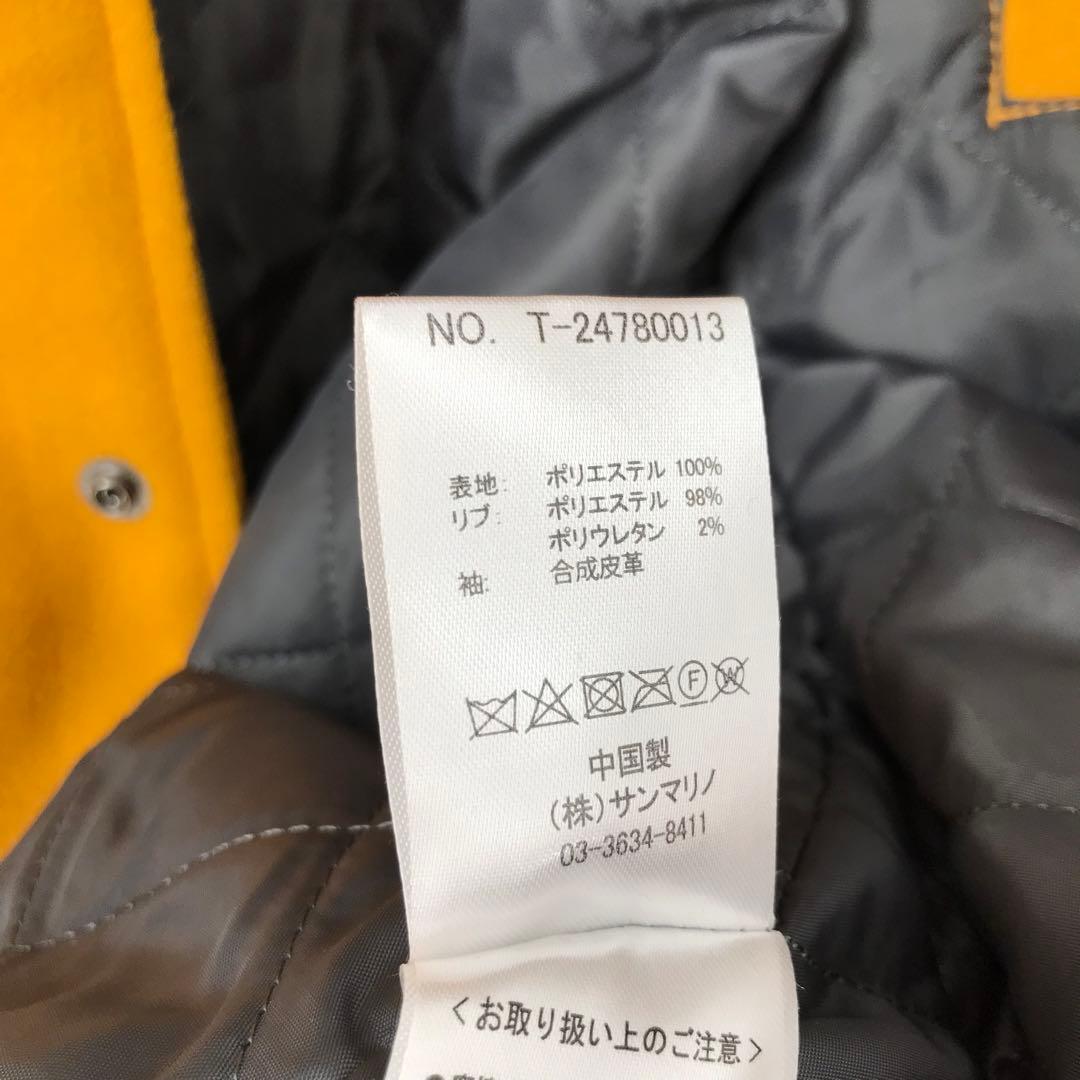 NO. T-24780013
表地: ポリエステル 100%
リブ: ポリエステル 98%
ポリウレタン 2%
袖: 合成皮革
F W
中国製
(株)サンマリノ
03-3634-8411
<お取り扱い上のご注意>